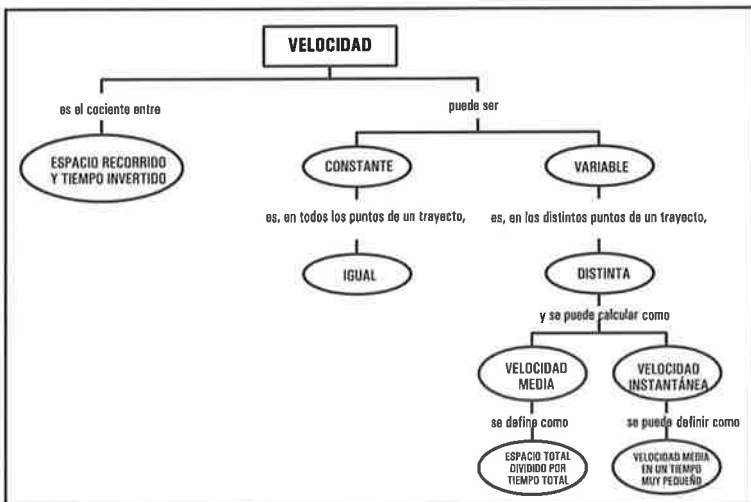 VELOCIDAD
es el cociente entre
puede ser
ESPACIO RECORRIDO
Y TIEMPO INVERTIDO
CONSTANTE
VARIABLE
es, en todos los puntos de un trayecto,
es, en los distintos puntos de un trayecto,
IGUAL
DISTINTA
y se puede calcular como
VELOCIDAD
MEDIA
VELOCIDAD
INSTANTÁNEA
se define como
se puede definir como
ESPACIO TOTAL
DIVIDIDO POR
TIEMPO TOTAL
VELOCIDAD MEDIA
EN UN TIEMPO
MUY PEQUEÑO